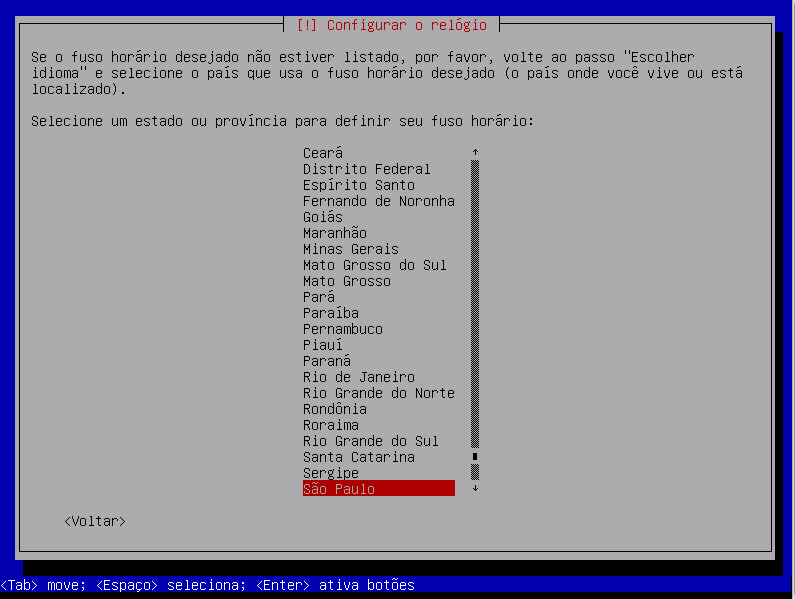 [!] Configurar o relógio
Se o fuso horário desejado não estiver listado, por favor, volte ao passo "Escolher
idioma" e selecione o país que usa o fuso horário desejado (o país onde você vive ou está
localizado).
Selecione um estado ou província para definir seu fuso horário:
Ceará
Distrito Federal
Espírito Santo
Fernando de Noronha
Goiás
Maranhão
Minas Gerais
Mato Grosso do Sul
Mato Grosso
Pará
Paraíba
Pernambuco
Piauí
Paraná
Rio de Janeiro
Rio Grande do Norte
Rondônia
Roraima
Rio Grande do Sul
Santa Catarina
Sergipe
São Paulo
<Voltar>
<Tab> move; <Espaço> seleciona; <Enter> ativa botões